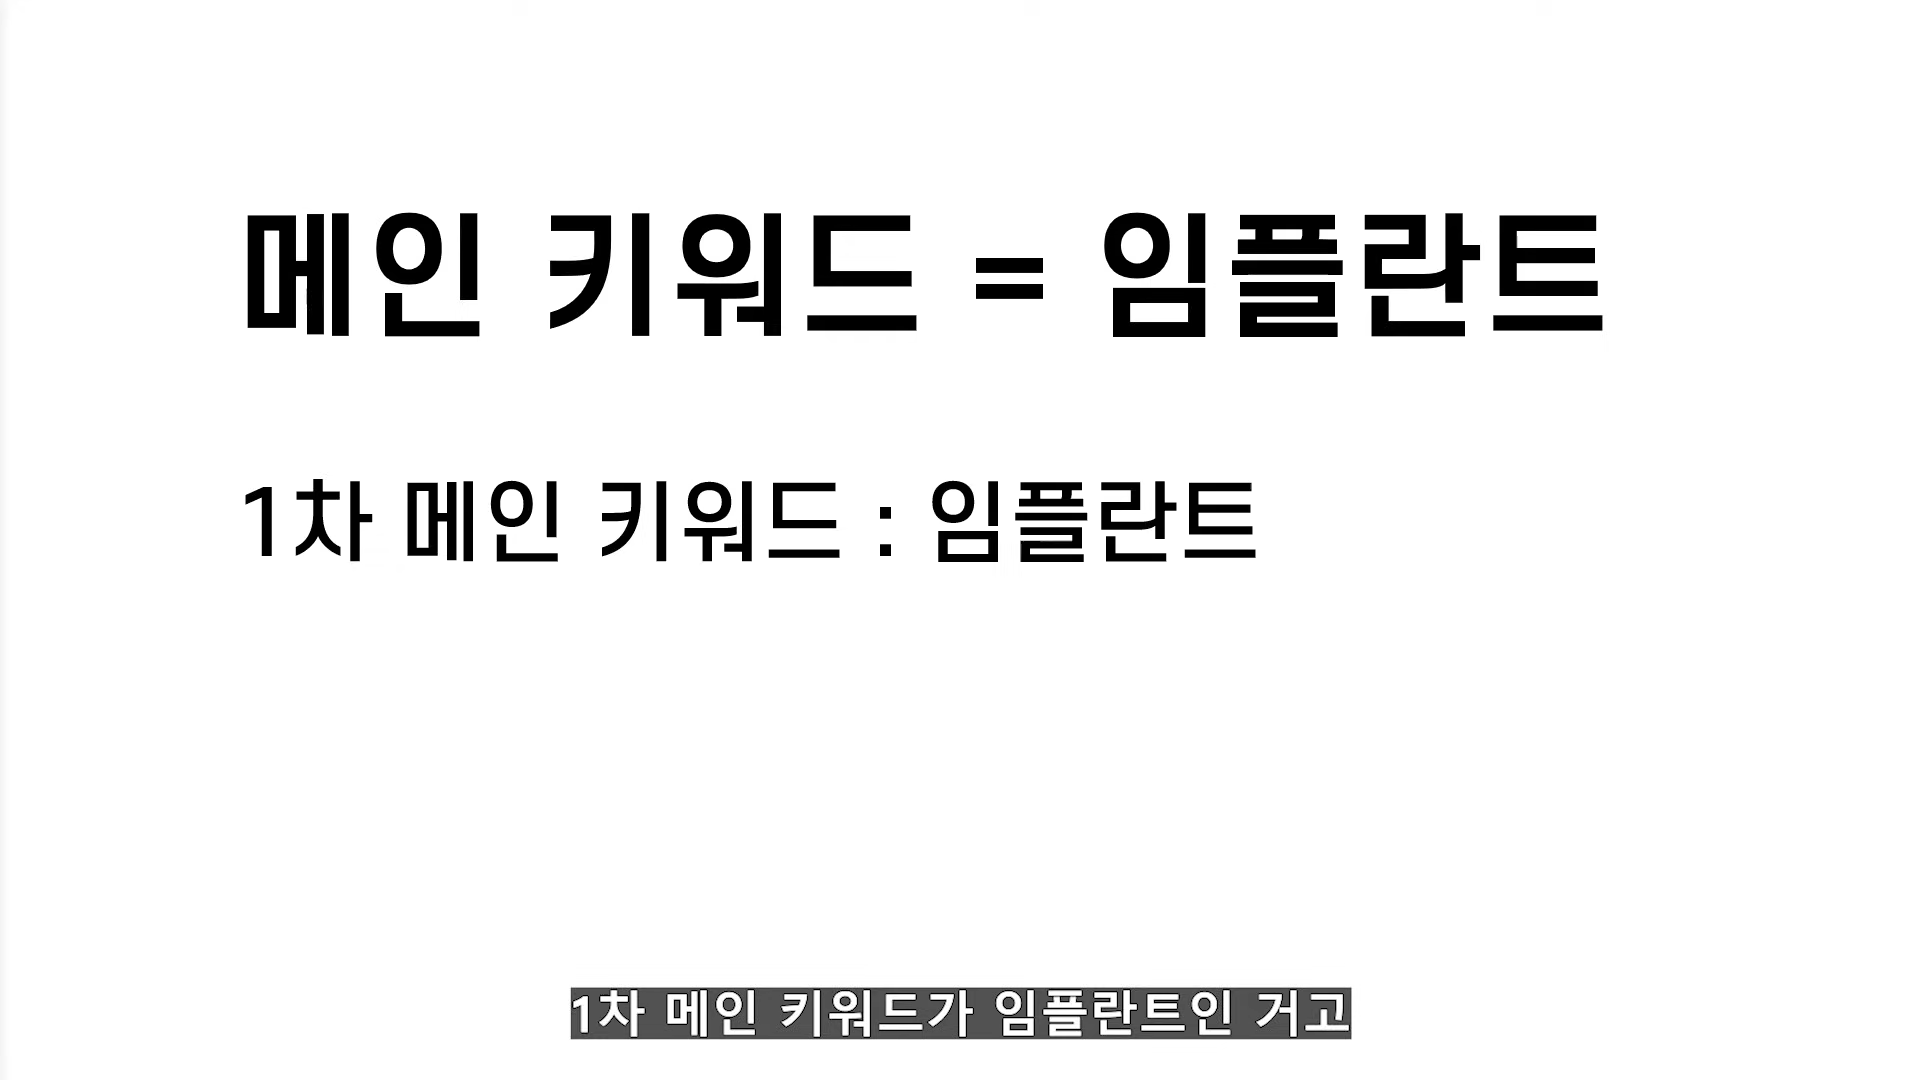 메인 키워드 = 임플란트
1차 메인 키워드 : 임플란트
1차 메인 키워드가 임플란트인 거고